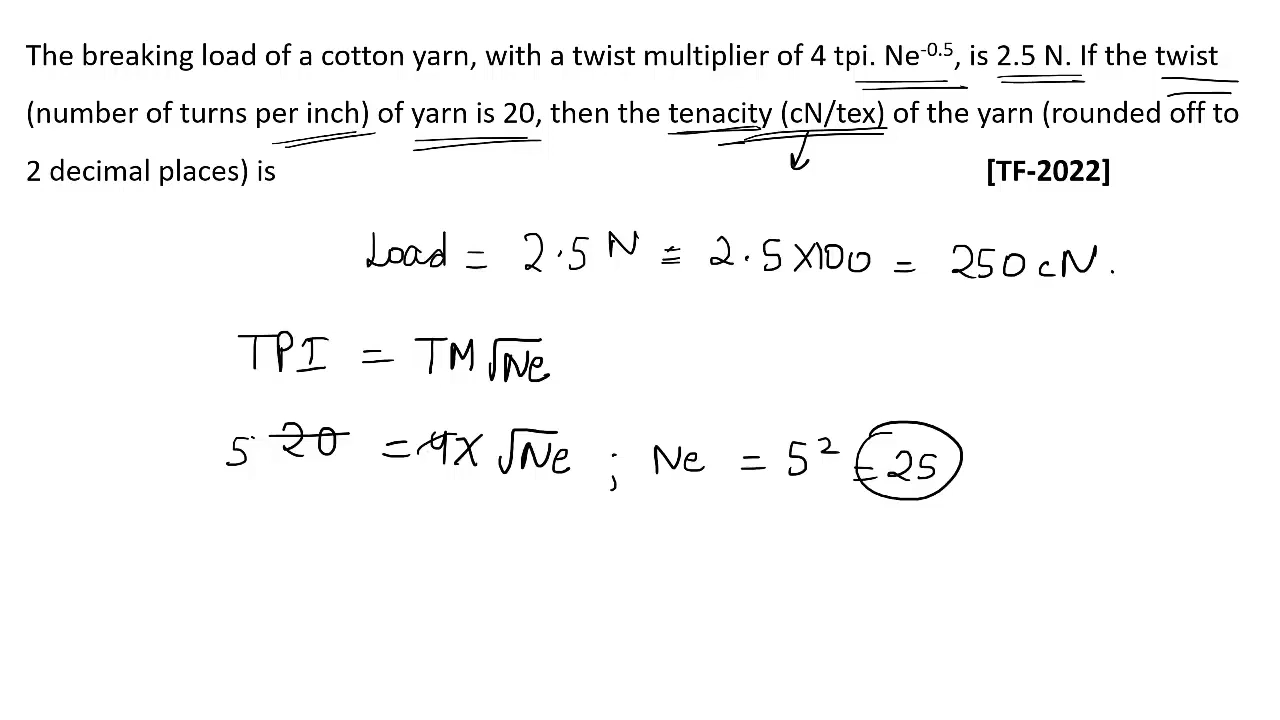 The breaking load of a cotton yarn, with a twist multiplier of 4 tpi. Ne⁻⁰·⁵, is 2.5 N. If the twist
(number of turns per inch) of yarn is 20, then the tenacity (cN/tex) of the yarn (rounded off to
2 decimal places) is [TF-2022]
Load = 2.5 N = 2.5 X100 = 250 cN.
TPI = TM√Ne
5 20 = 4X √Ne ; Ne = 5² = 25